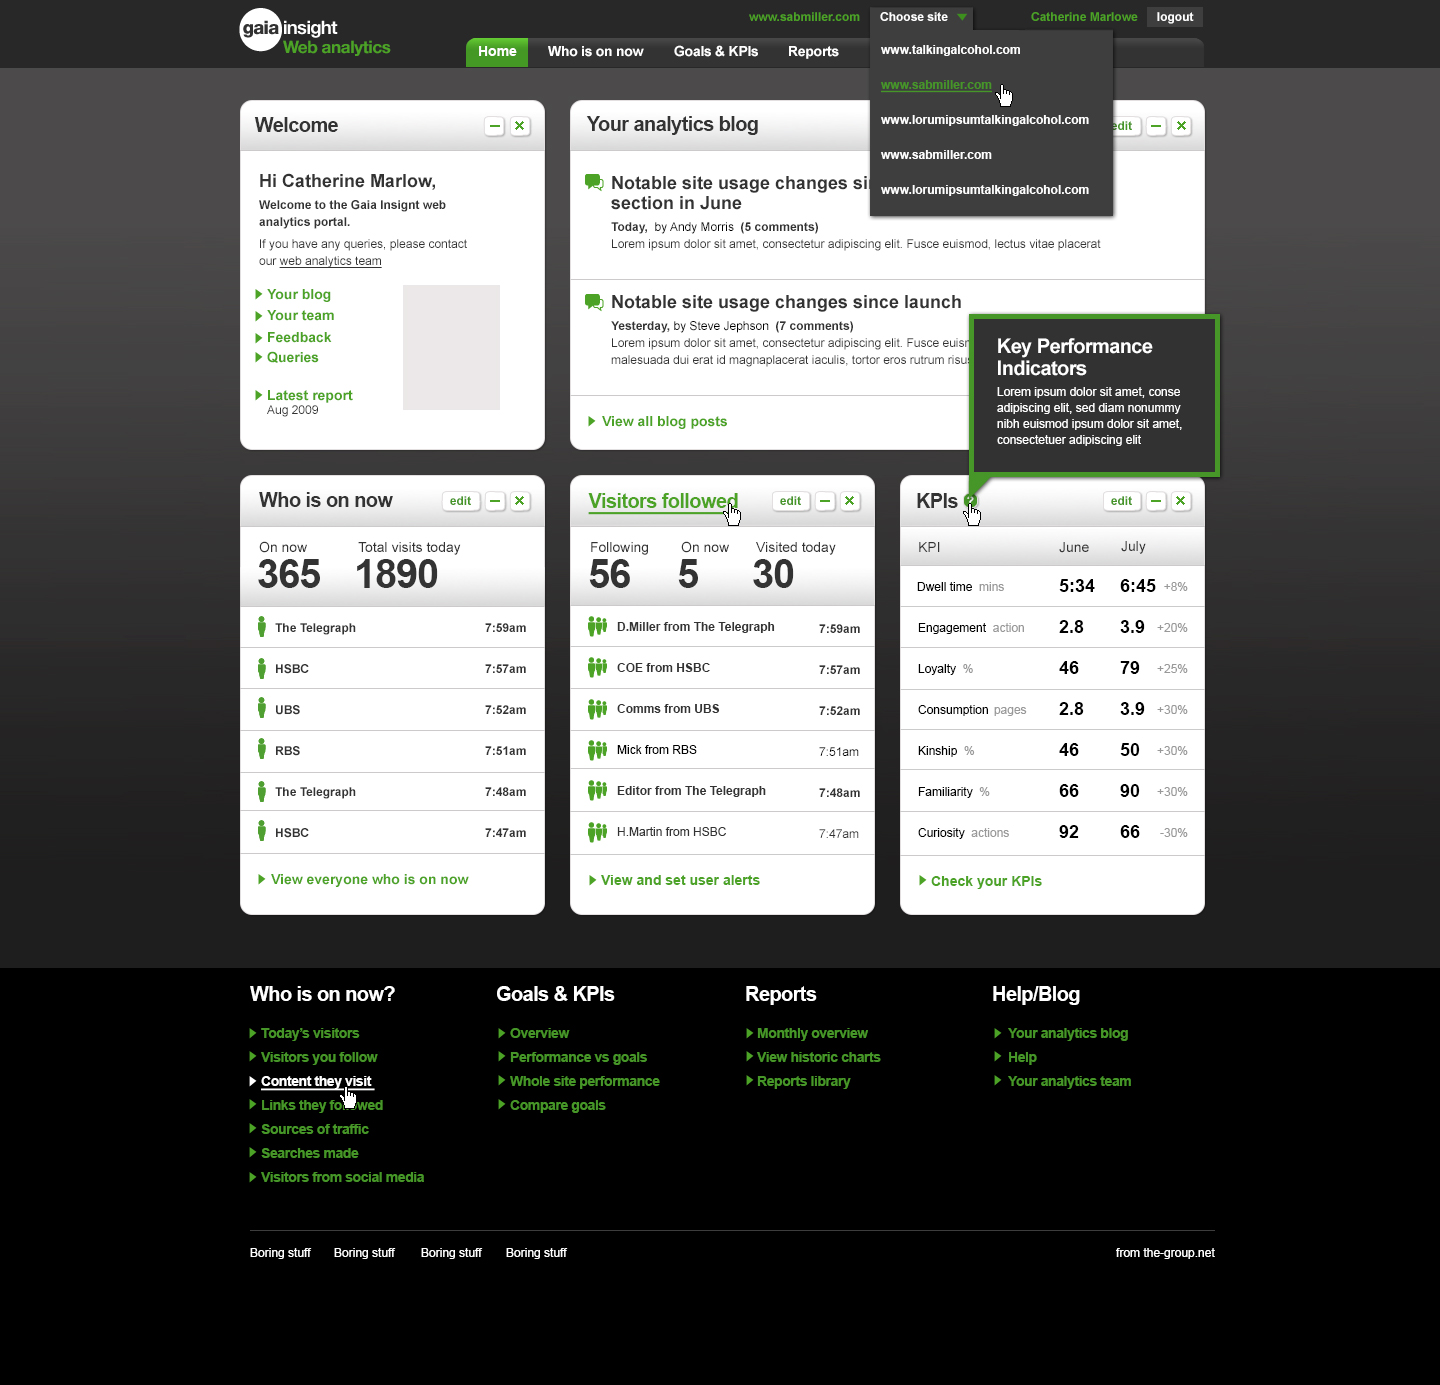 gaia insight
Web analytics
www.sabmiller.com
Choose site
Catherine Marlowe
logout
Home
Who is on now
Goals & KPIs
Reports
www.talkingalcohol.com
www.sabmiller.com
www.lorumipsumtalkingalcohol.com
www.sabmiller.com
www.lorumipsumtalkingalcohol.com
Welcome
Hi Catherine Marlow,
Welcome to the Gaia Insignt web
analytics portal.
If you have any queries, please contact
our web analytics team
Your blog
Your team
Feedback
Queries
Latest report
Aug 2009
Your analytics blog
edit
Notable site usage changes
section in June
Today, by Andy Morris (5 comments)
Lorem ipsum dolor sit amet, consectetur adipiscing elit. Fusce euismod, lectus vitae placerat
Notable site usage changes since launch
Yesterday, by Steve Jephson (7 comments)
Lorem ipsum dolor sit amet, consectetur adipiscing elit. Fusce
malesuada dui erat id magnaplacerat iaculis, tortor eros rutrum
View all blog posts
Key Performance
Indicators
Lorem ipsum dolor sit amet, conse
adipiscing elit, sed diam nonummy
nibh euismod ipsum dolor sit amet,
consectetuer adipiscing elit
Who is on now
edit
On now
Total visits today
365
1890
The Telegraph 7:59am
HSBC 7:57am
UBS 7:52am
RBS 7:51am
The Telegraph 7:48am
HSBC 7:47am
View everyone who is on now
Visitors followed
edit
Following
On now
Visited today
56
5
30
D.Miller from The Telegraph 7:59am
COE from HSBC 7:57am
Comms from UBS 7:52am
Mick from RBS 7:51am
Editor from The Telegraph 7:48am
H.Martin from HSBC 7:47am
View and set user alerts
KPIs ?
edit
KPI June July
Dwell time mins 5:34 6:45 +8%
Engagement action 2.8 3.9 +20%
Loyalty % 46 79 +25%
Consumption pages 2.8 3.9 +30%
Kinship % 46 50 +30%
Familiarity % 66 90 +30%
Curiosity actions 92 66 -30%
Check your KPIs
Who is on now?
Today's visitors
Visitors you follow
Content they visit
Links they followed
Sources of traffic
Searches made
Visitors from social media
Goals & KPIs
Overview
Performance vs goals
Whole site performance
Compare goals
Reports
Monthly overview
View historic charts
Reports library
Help/Blog
Your analytics blog
Help
Your analytics team
Boring stuff
Boring stuff
Boring stuff
Boring stuff
from the-group.net